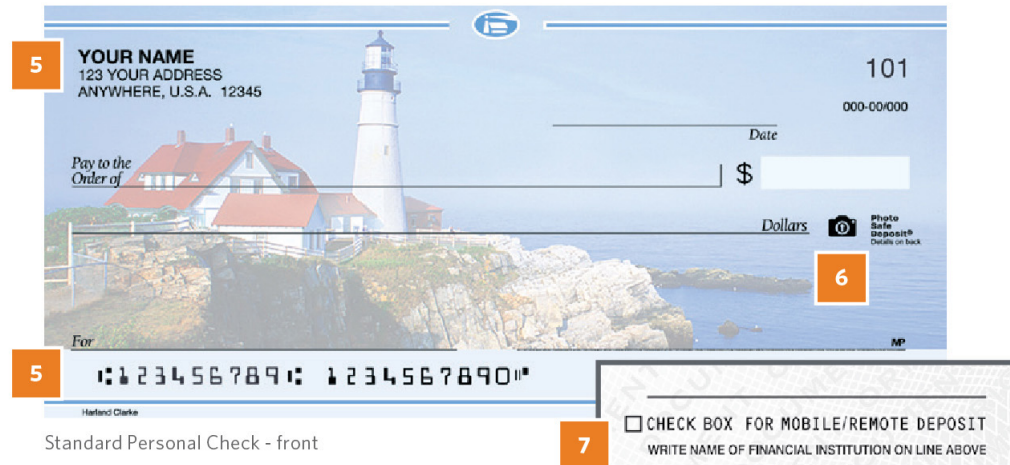 5
YOUR NAME
123 YOUR ADDRESS
ANYWHERE, U.S.A. 12345
101
000-00/000
Date
Pay to the
Order of
$
Dollars
Photo
Safe
Deposit®
Details on back
6
For
MP
5
⑆123456789⑆ 1234567890⑈
Harland Clarke
Standard Personal Check - front
7
CHECK BOX FOR MOBILE/REMOTE DEPOSIT
WRITE NAME OF FINANCIAL INSTITUTION ON LINE ABOVE